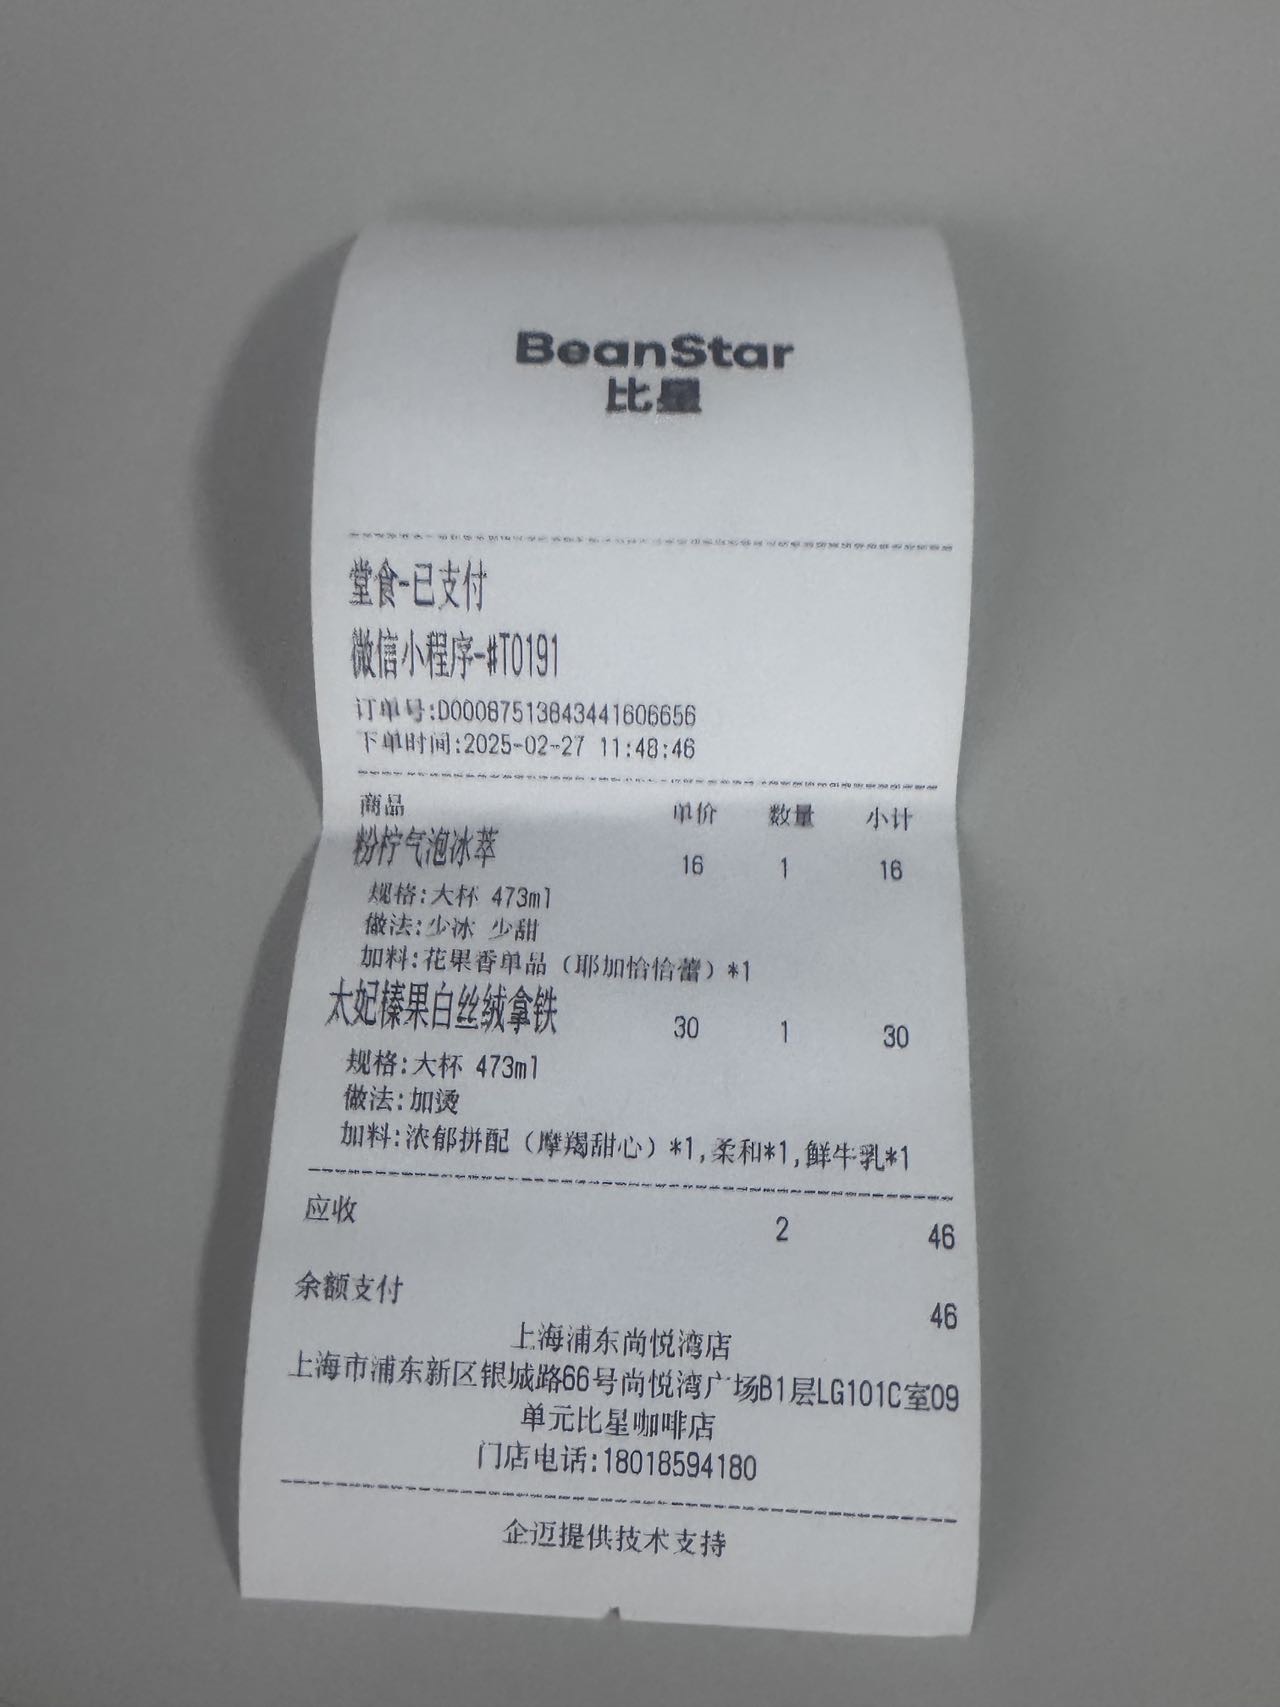 BeanStar
比星
堂食-已支付
微信小程序-#T0191
订单号:D000875138434416066​56
下单时间:2025-02-27 11:48:46
商品 单价 数量 小计
粉柠气泡冰萃 16 1 16
规格:大杯 473ml
做法:少冰 少甜
加料:花果香单品（耶加恰恰蕾）*1
太妃榛果白丝绒拿铁 30 1 30
规格:大杯 473ml
做法:加烫
加料:浓郁拼配（摩羯甜心）*1,柔和*1,鲜牛乳*1
应收 2 46
余额支付 46
上海浦东尚悦湾店
上海市浦东新区银城路66号尚悦湾广场B1层LG101C室09
单元比星咖啡店
门店电话:18018594180
企迈提供技术支持